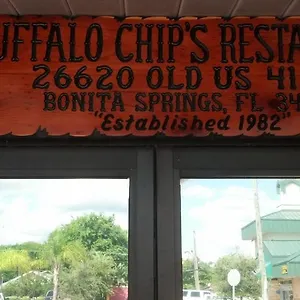 UFFALO CHIP'S RESTA
26620 OLD US 41
BONITA SPRINGS, FL 34
"Established 1982"